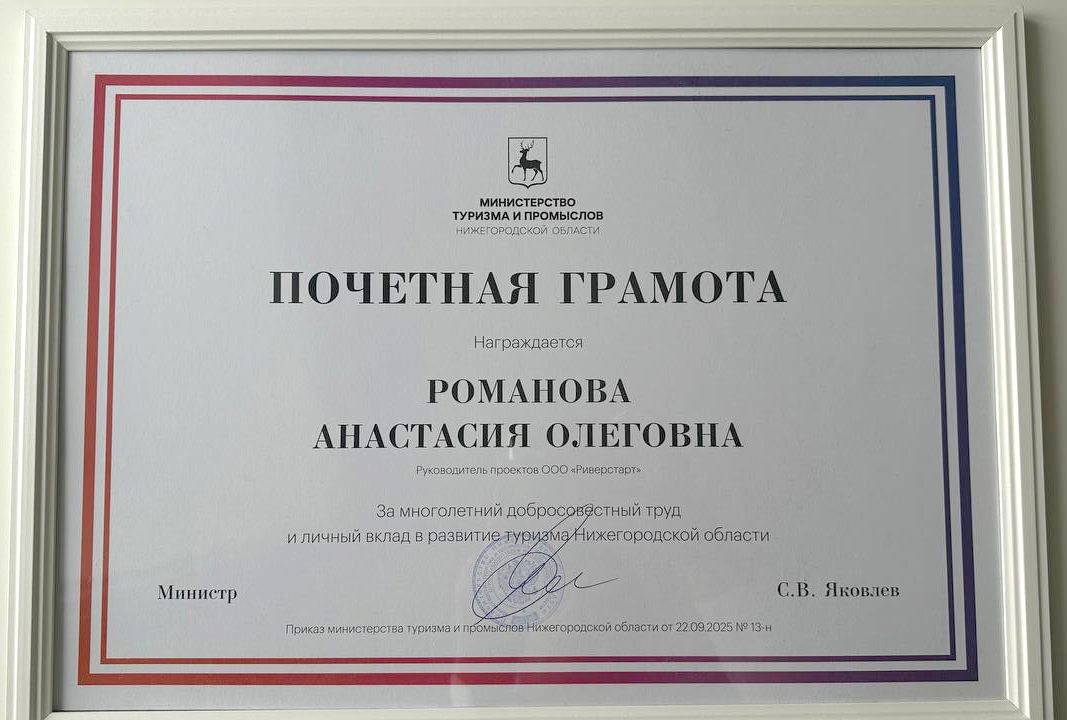 МИНИСТЕРСТВО
ТУРИЗМА И ПРОМЫСЛОВ
НИЖЕГОРОДСКОЙ ОБЛАСТИ
ПОЧЕТНАЯ ГРАМОТА
Награждается
РОМАНОВА
АНАСТАСИЯ ОЛЕГОВНА
Руководитель проектов ООО «Риверстарт»
За многолетний добросовестный труд
и личный вклад в развитие туризма Нижегородской области
Министр
С.В. Яковлев
Приказ министерства туризма и промыслов Нижегородской области от 22.09.2025 № 13-н